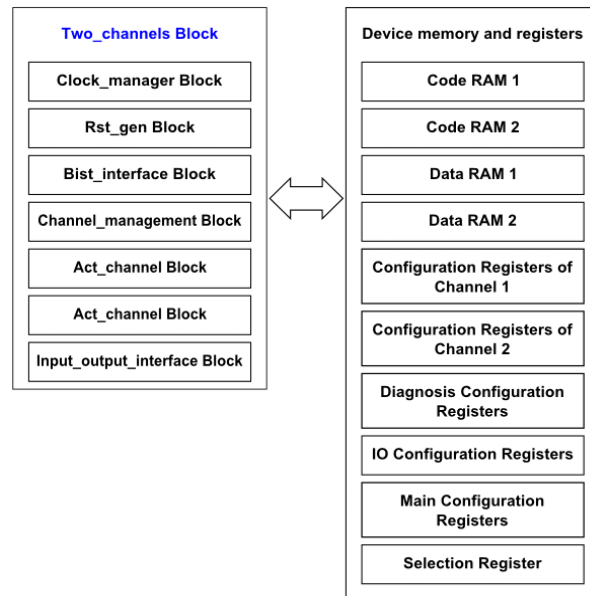 Two_channels Block
Clock_manager Block
Rst_gen Block
Bist_interface Block
Channel_management Block
Act_channel Block
Act_channel Block
Input_output_interface Block
Device memory and registers
Code RAM 1
Code RAM 2
Data RAM 1
Data RAM 2
Configuration Registers of
Channel 1
Configuration Registers of
Channel 2
Diagnosis Configuration
Registers
IO Configuration Registers
Main Configuration
Registers
Selection Register